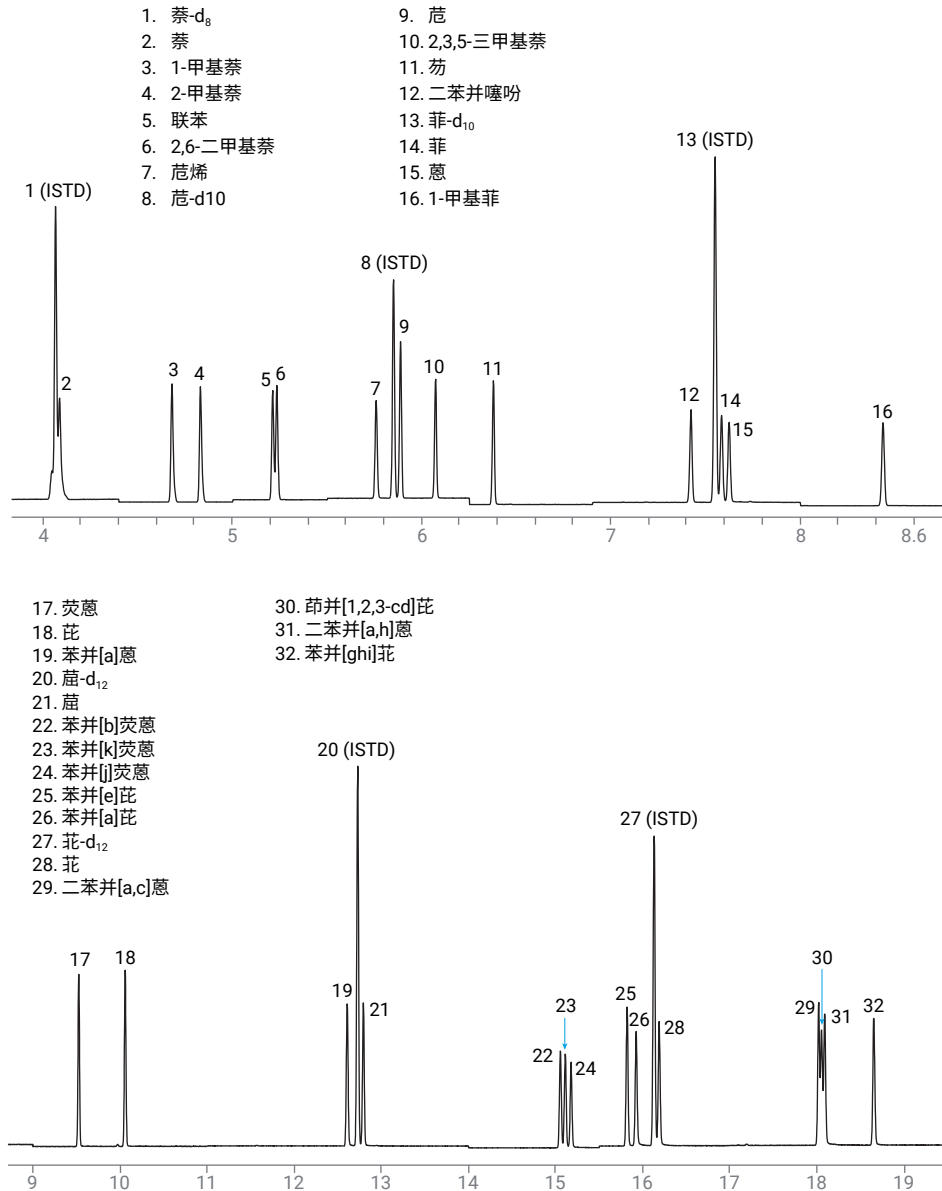 1. 萘-d8
2. 萘
3. 1-甲基萘
4. 2-甲基萘
5. 联苯
6. 2,6-二甲基萘
7. 苊烯
8. 苊-d10
9. 苊
10. 2,3,5-三甲基萘
11. 芴
12. 二苯并噻吩
13. 菲-d10
14. 菲
15. 蒽
16. 1-甲基菲
1 (ISTD)
2
3
4
5
6
7
8 (ISTD)
9
10
11
12
13 (ISTD)
14
15
16
4 5 6 7 8 8.6
17. 荧蒽
18. 芘
19. 苯并[a]蒽
20. 䓛-d12
21. 䓛
22. 苯并[b]荧蒽
23. 苯并[k]荧蒽
24. 苯并[j]荧蒽
25. 苯并[e]芘
26. 苯并[a]芘
27. 苝-d12
28. 苝
29. 二苯并[a,c]蒽
30. 茚并[1,2,3-cd]芘
31. 二苯并[a,h]蒽
32. 苯并[ghi]苝
17
18
19
20 (ISTD)
21
22
23
24
25
26
27 (ISTD)
28
29
30
31
32
9 10 11 12 13 14 15 16 17 18 19